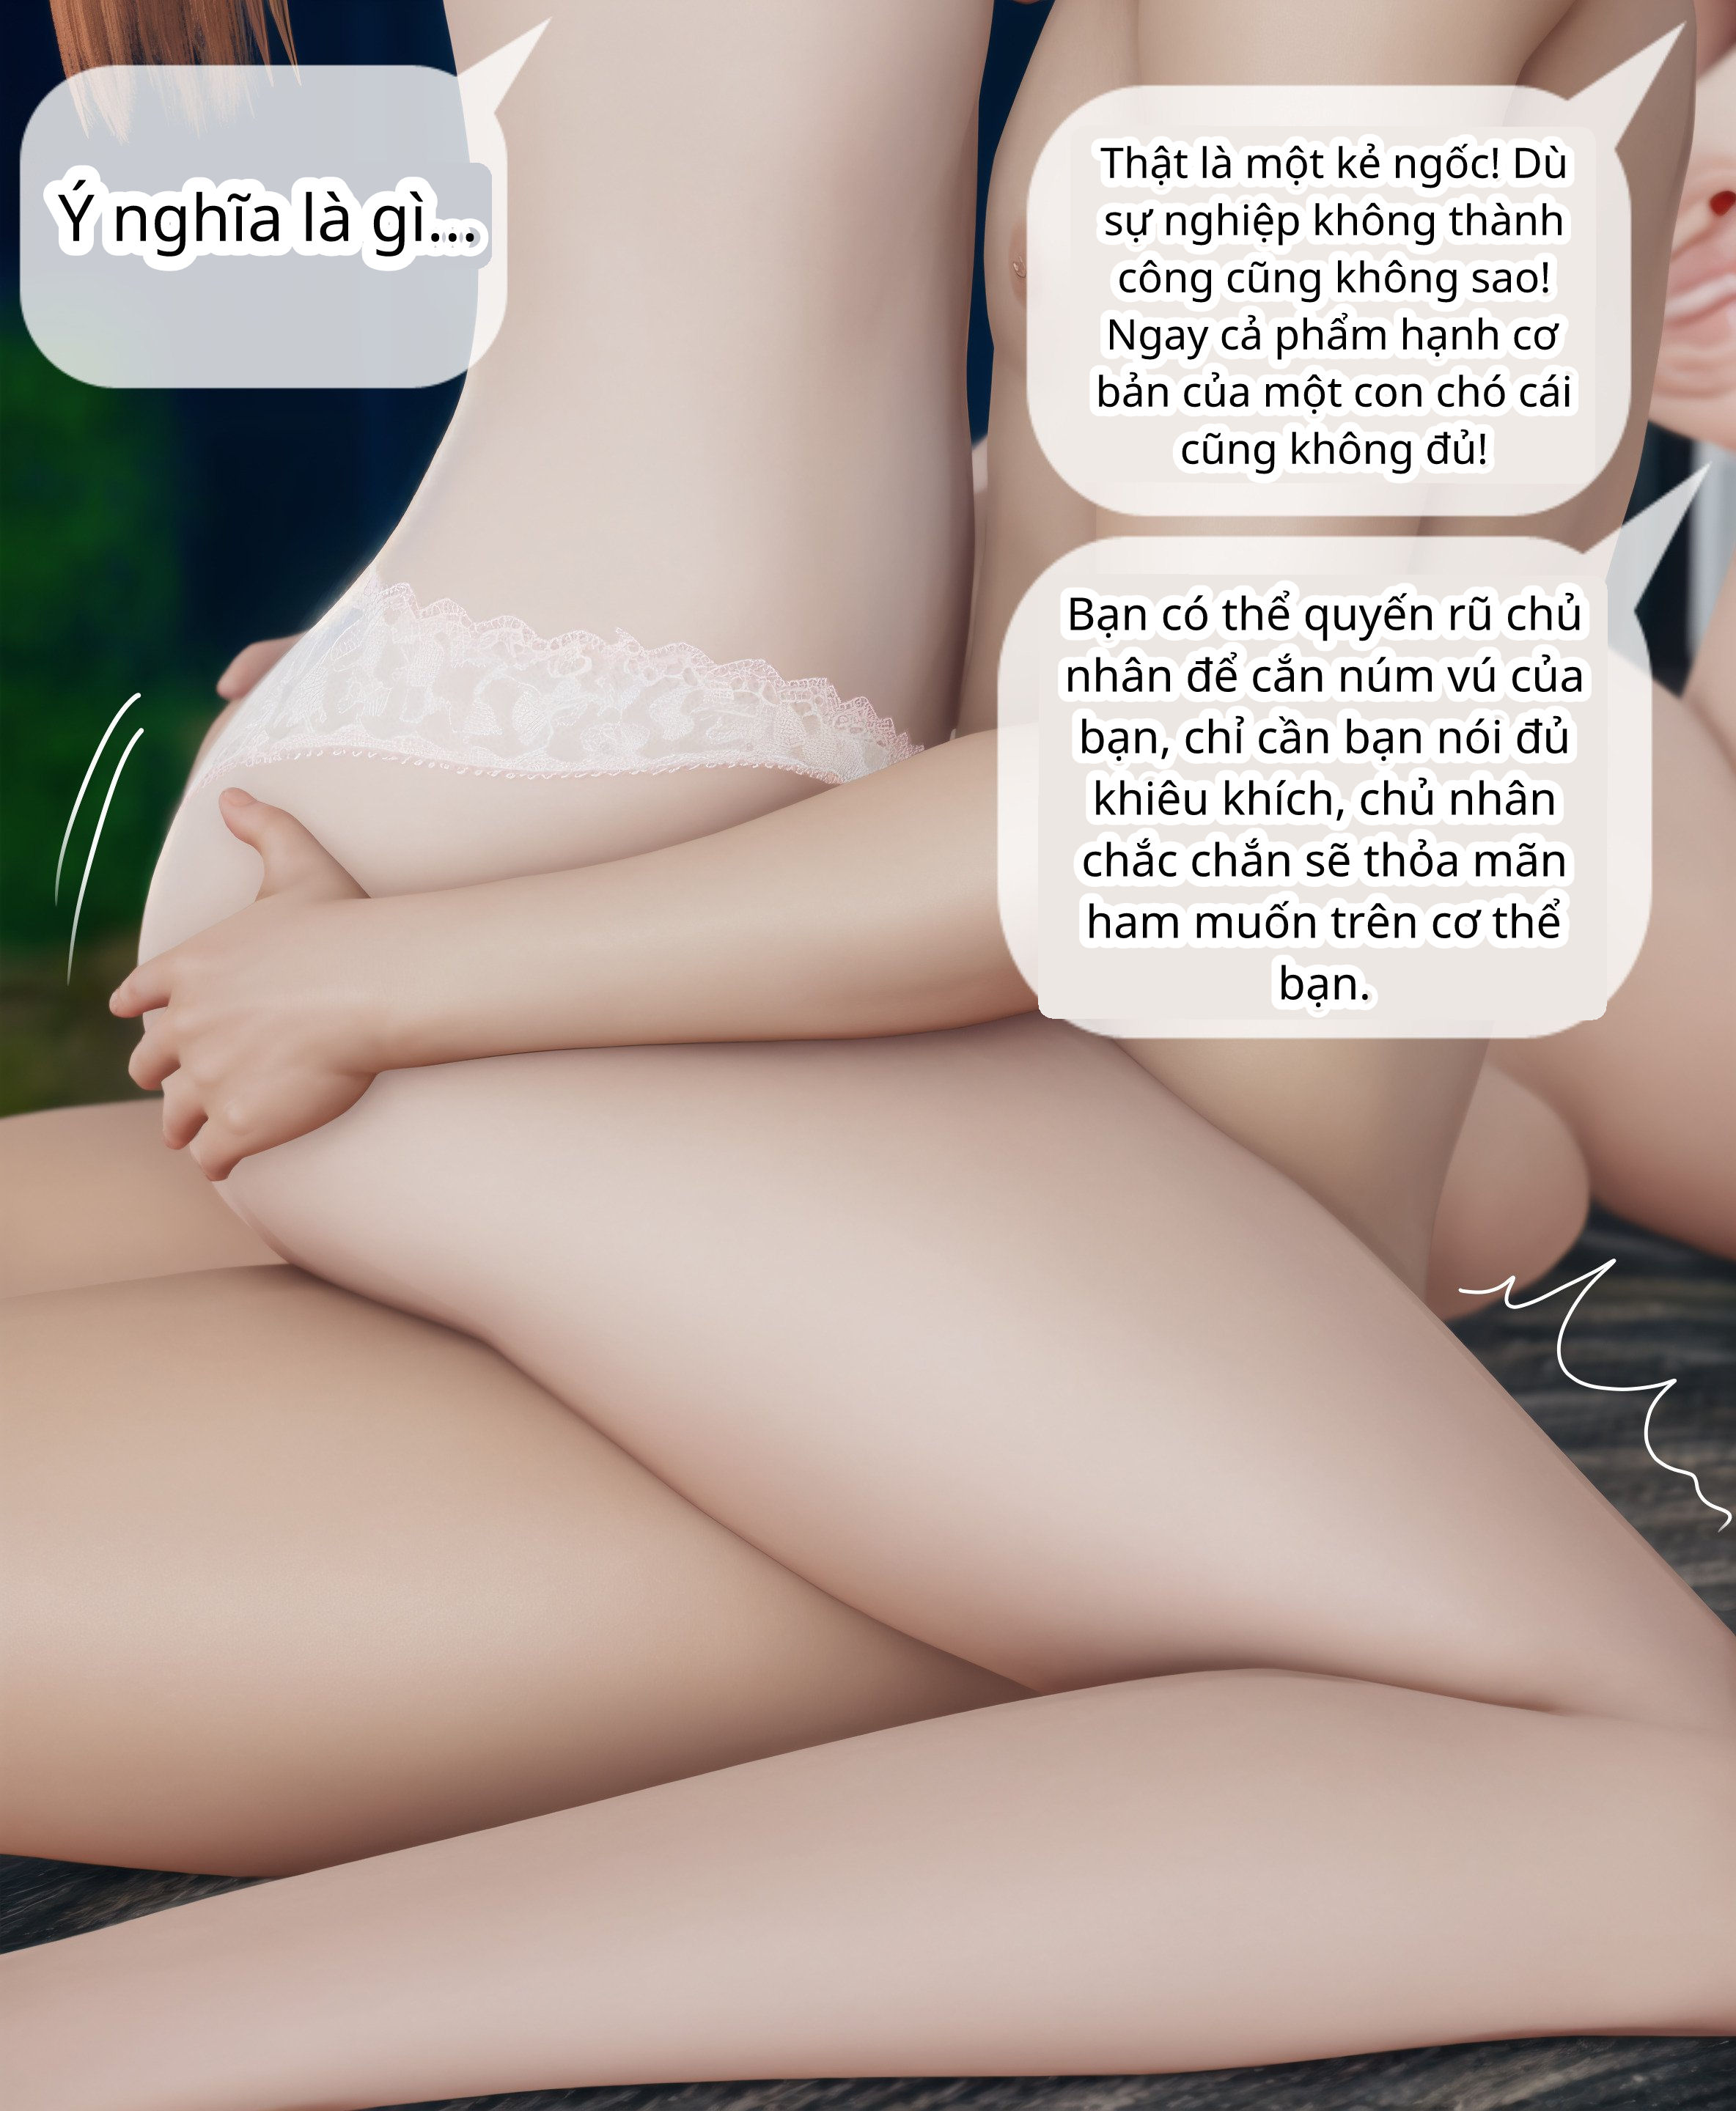 Ý nghĩa là gì...
Thật là một kẻ ngốc! Dù
sự nghiệp không thành
công cũng không sao!
Ngay cả phẩm hạnh cơ
bản của một con chó cái
cũng không đủ!
Bạn có thể quyến rũ chủ
nhân để cắn núm vú của
bạn, chỉ cần bạn nói đủ
khiêu khích, chủ nhân
chắc chắn sẽ thỏa mãn
ham muốn trên cơ thể
bạn.